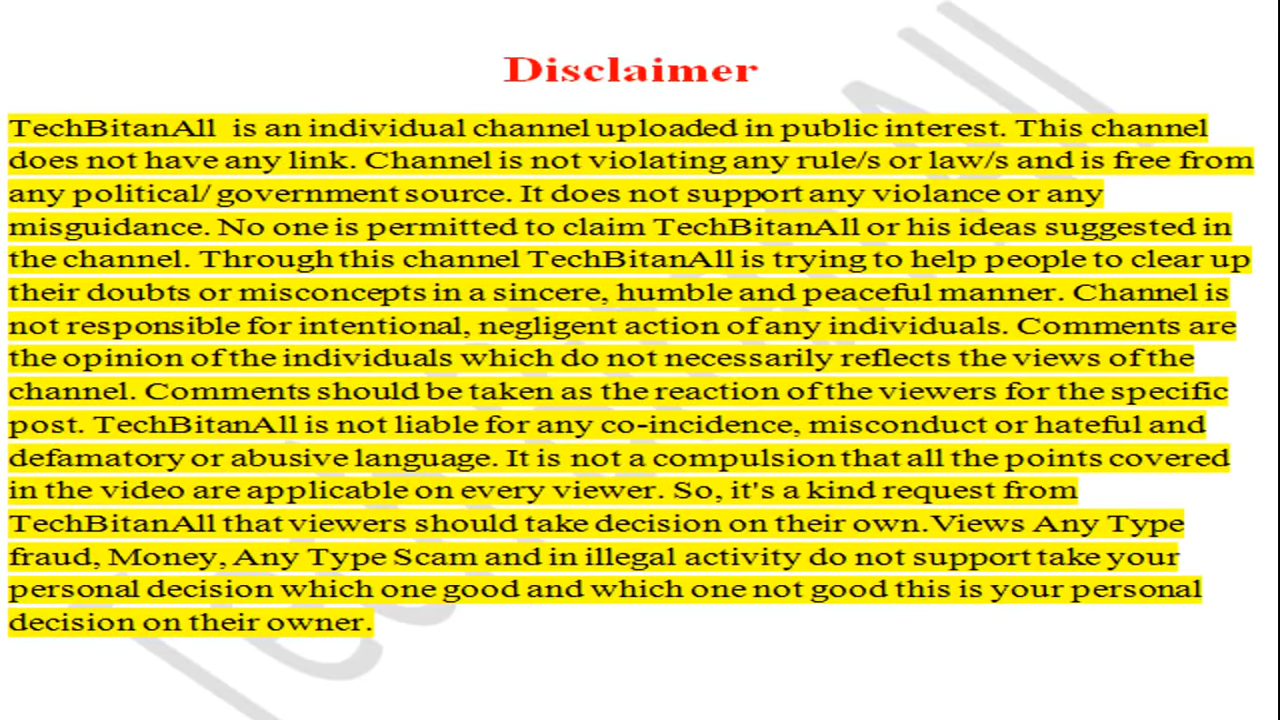 Disclaimer
TechBitanAll is an individual channel uploaded in public interest. This channel
does not have any link. Channel is not violating any rule/s or law/s and is free from
any political/ government source. It does not support any violance or any
misguidance. No one is permitted to claim TechBitanAll or his ideas suggested in
the channel. Through this channel TechBitanAll is trying to help people to clear up
their doubts or misconcepts in a sincere, humble and peaceful manner. Channel is
not responsible for intentional, negligent action of any individuals. Comments are
the opinion of the individuals which do not necessarily reflects the views of the
channel. Comments should be taken as the reaction of the viewers for the specific
post. TechBitanAll is not liable for any co-incidence, misconduct or hateful and
defamatory or abusive language. It is not a compulsion that all the points covered
in the video are applicable on every viewer. So, it's a kind request from
TechBitanAll that viewers should take decision on their own.Views Any Type
fraud, Money, Any Type Scam and in illegal activity do not support take your
personal decision which one good and which one not good this is your personal
decision on their owner.